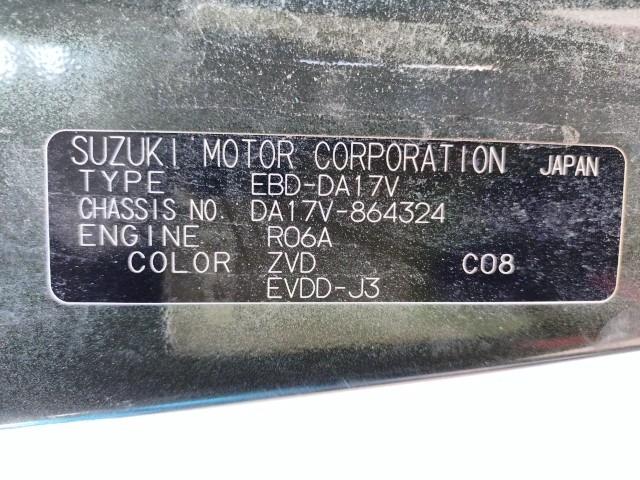 SUZUKI MOTOR CORPORATION JAPAN
TYPE EBD-DA17V
CHASSIS NO. DA17V-864324
ENGINE R06A
COLOR ZVD C08
EVDD-J3